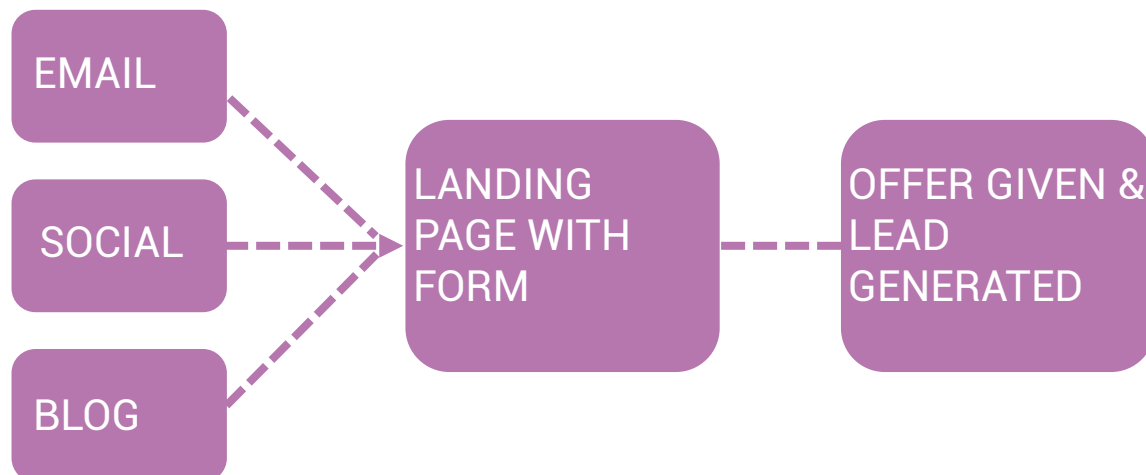 EMAIL
SOCIAL
BLOG
LANDING
PAGE WITH
FORM
OFFER GIVEN &
LEAD
GENERATED